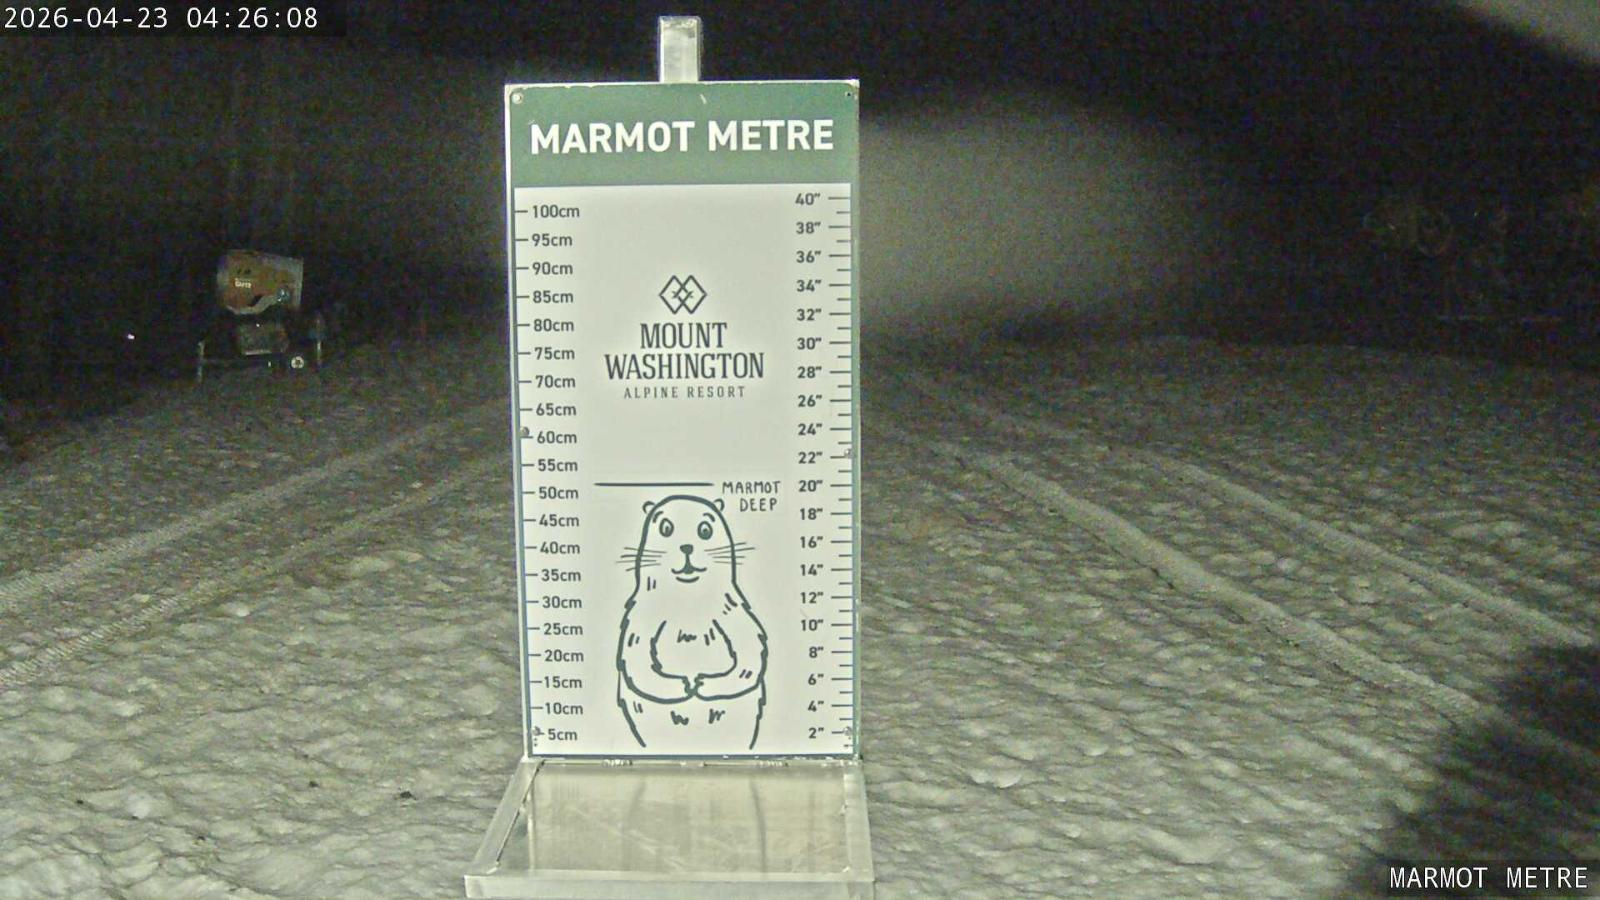 2026-04-23 04:26:08
MARMOT METRE
100cm
95cm
90cm
85cm
80cm
75cm
70cm
65cm
60cm
55cm
50cm
45cm
40cm
35cm
30cm
25cm
20cm
15cm
10cm
5cm
40"
38"
36"
34"
32"
30"
28"
26"
24"
22"
20"
18"
16"
14"
12"
10"
8"
6"
4"
2"
MOUNT
WASHINGTON
ALPINE RESORT
MARMOT
DEEP
MARMOT METRE